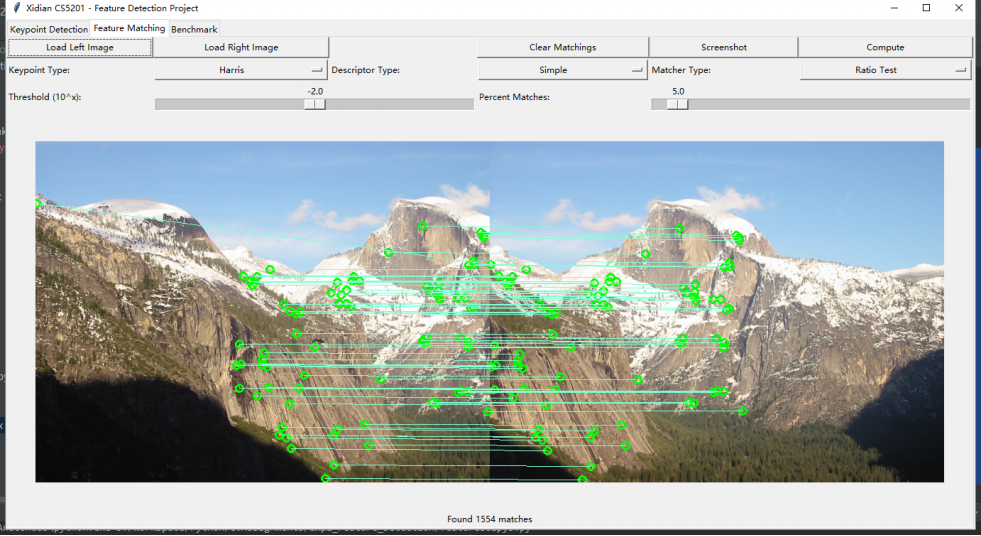 Xidian CS5201 - Feature Detection Project
Keypoint Detection Feature Matching Benchmark
Load Left Image Load Right Image Clear Matchings Screenshot Compute
Keypoint Type: Harris Descriptor Type: Simple Matcher Type: Ratio Test
-2.0 5.0
Threshold (10^x): Percent Matches:
Found 1554 matches